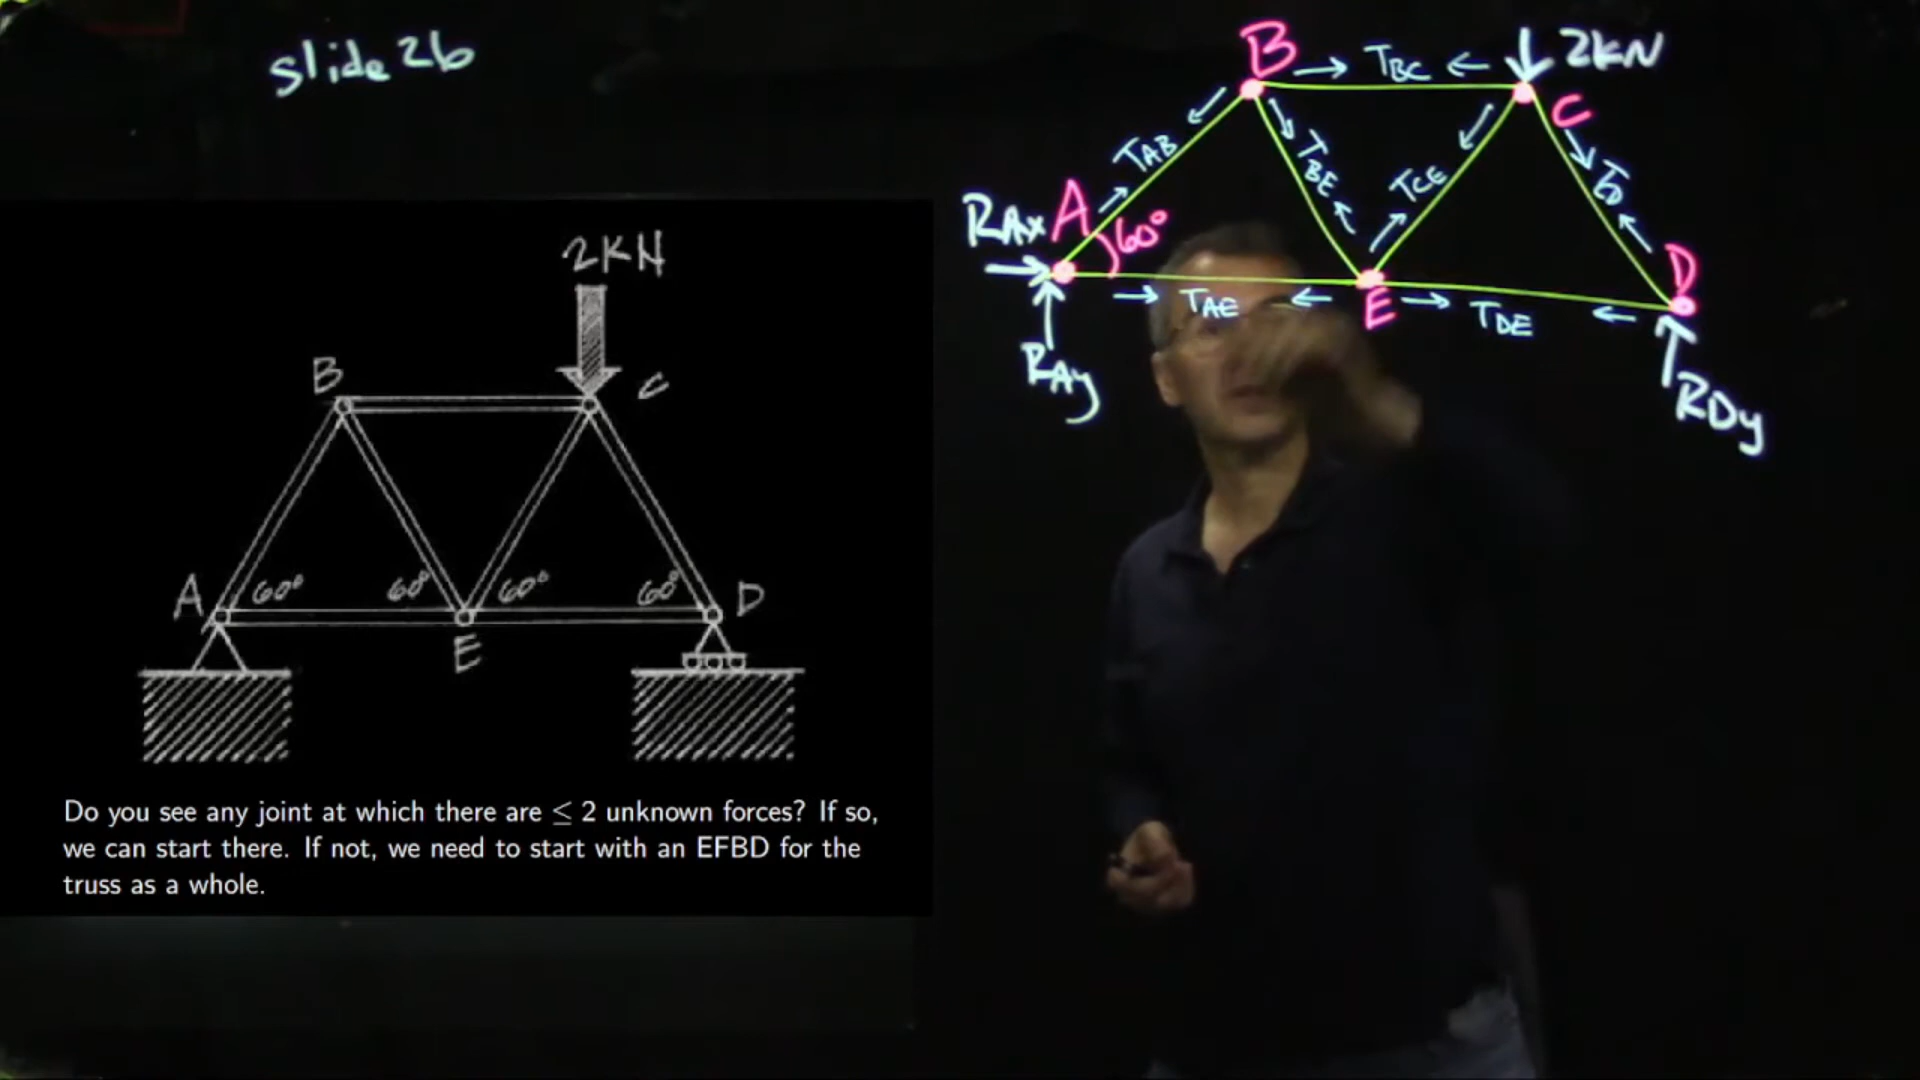 slide 26
2KN
B
C
A
60°
60°
60°
60°
D
E
Do you see any joint at which there are ≤ 2 unknown forces? If so,
we can start there. If not, we need to start with an EFBD for the
truss as a whole.
B
→ TBC ←
↓ 2KN
C
TAB
TBE
TCE
TCD
RAx
A
60°
D
→ TAE ←
E
→ TDE ←
RAy
RDy